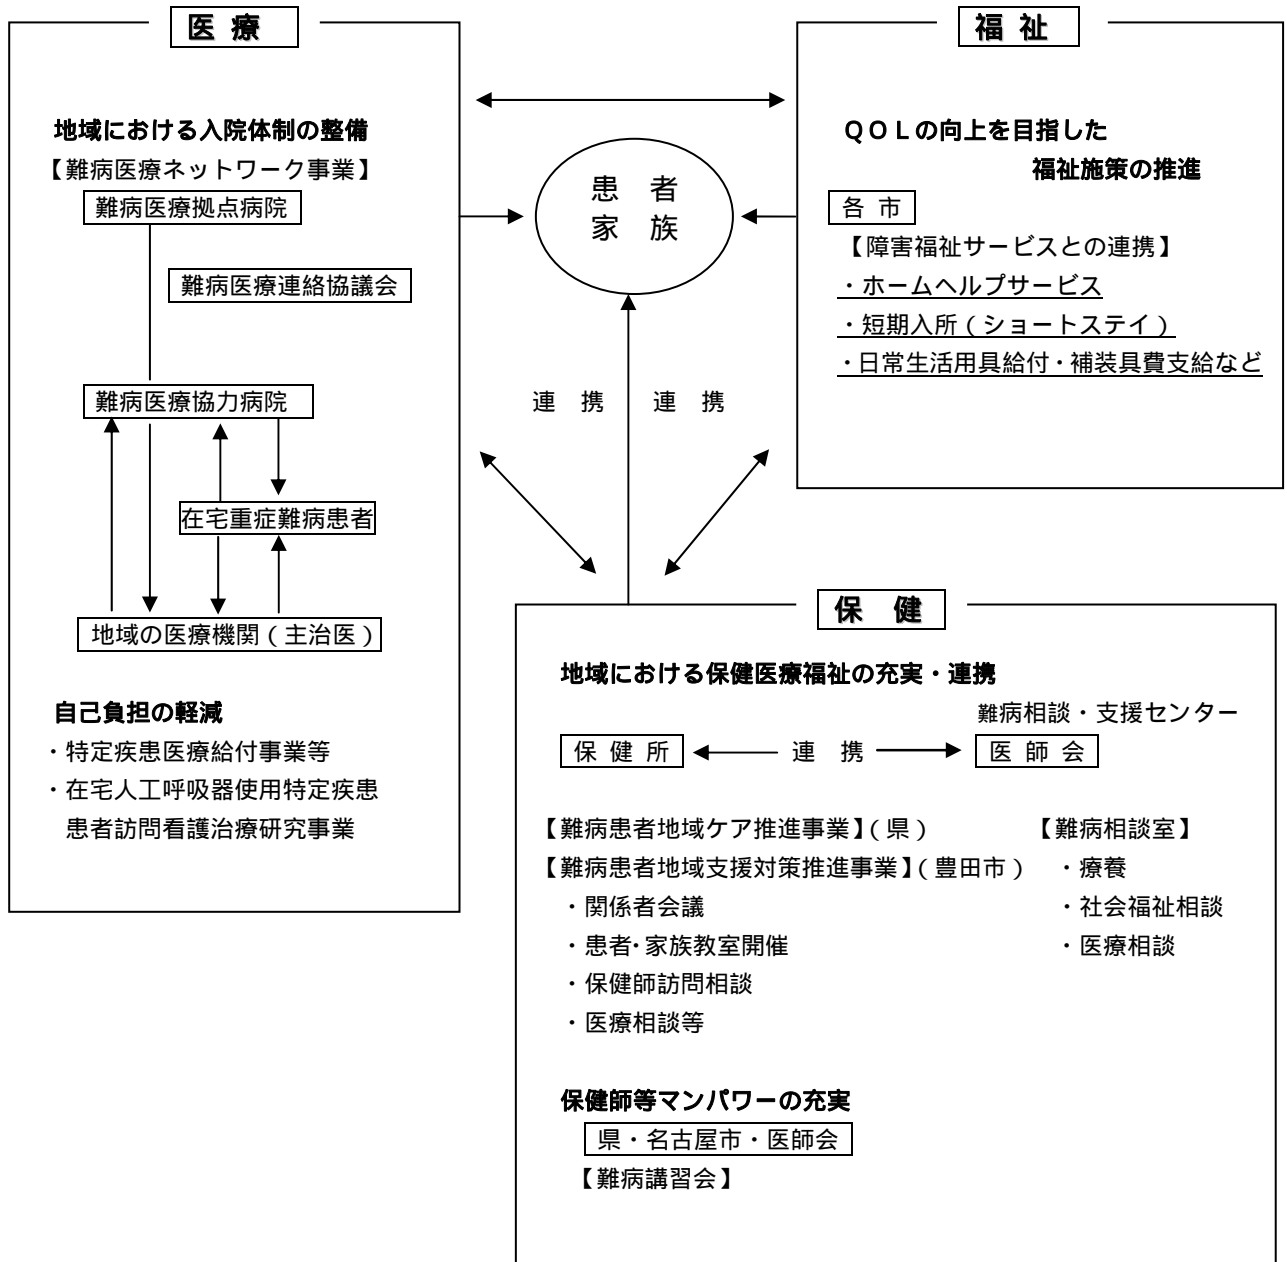 医 療
地域における入院体制の整備
【難病医療ネットワーク事業】
難病医療拠点病院
難病医療連絡協議会
難病医療協力病院
在宅重症難病患者
地域の医療機関（主治医）
自己負担の軽減
・特定疾患医療給付事業等
・在宅人工呼吸器使用特定疾患
患者訪問看護治療研究事業
患　者
家　族
連　携　連　携
福 祉
ＱＯＬの向上を目指した
福祉施策の推進
各 市
【障害福祉サービスとの連携】
・ホームヘルプサービス
・短期入所（ショートステイ）
・日常生活用具給付・補装具費支給など
保　健
地域における保健医療福祉の充実・連携
難病相談・支援センター
保 健 所　連　携　医 師 会
【難病患者地域ケア推進事業】（県）　【難病相談室】
【難病患者地域支援対策推進事業】（豊田市）　・療養
・関係者会議　・社会福祉相談
・患者・家族教室開催　・医療相談
・保健師訪問相談
・医療相談等
保健師等マンパワーの充実
県・名古屋市・医師会
【難病講習会】